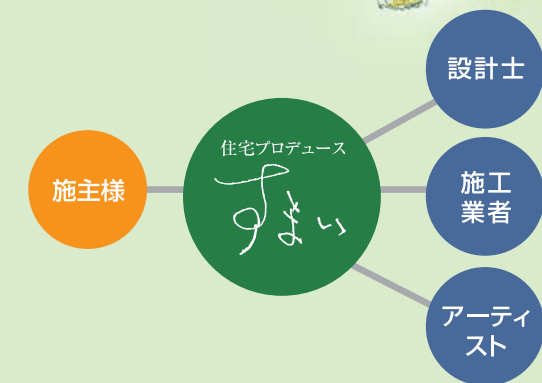 施主様
住宅プロデュース
すまい
設計士
施工
業者
アーティ
スト